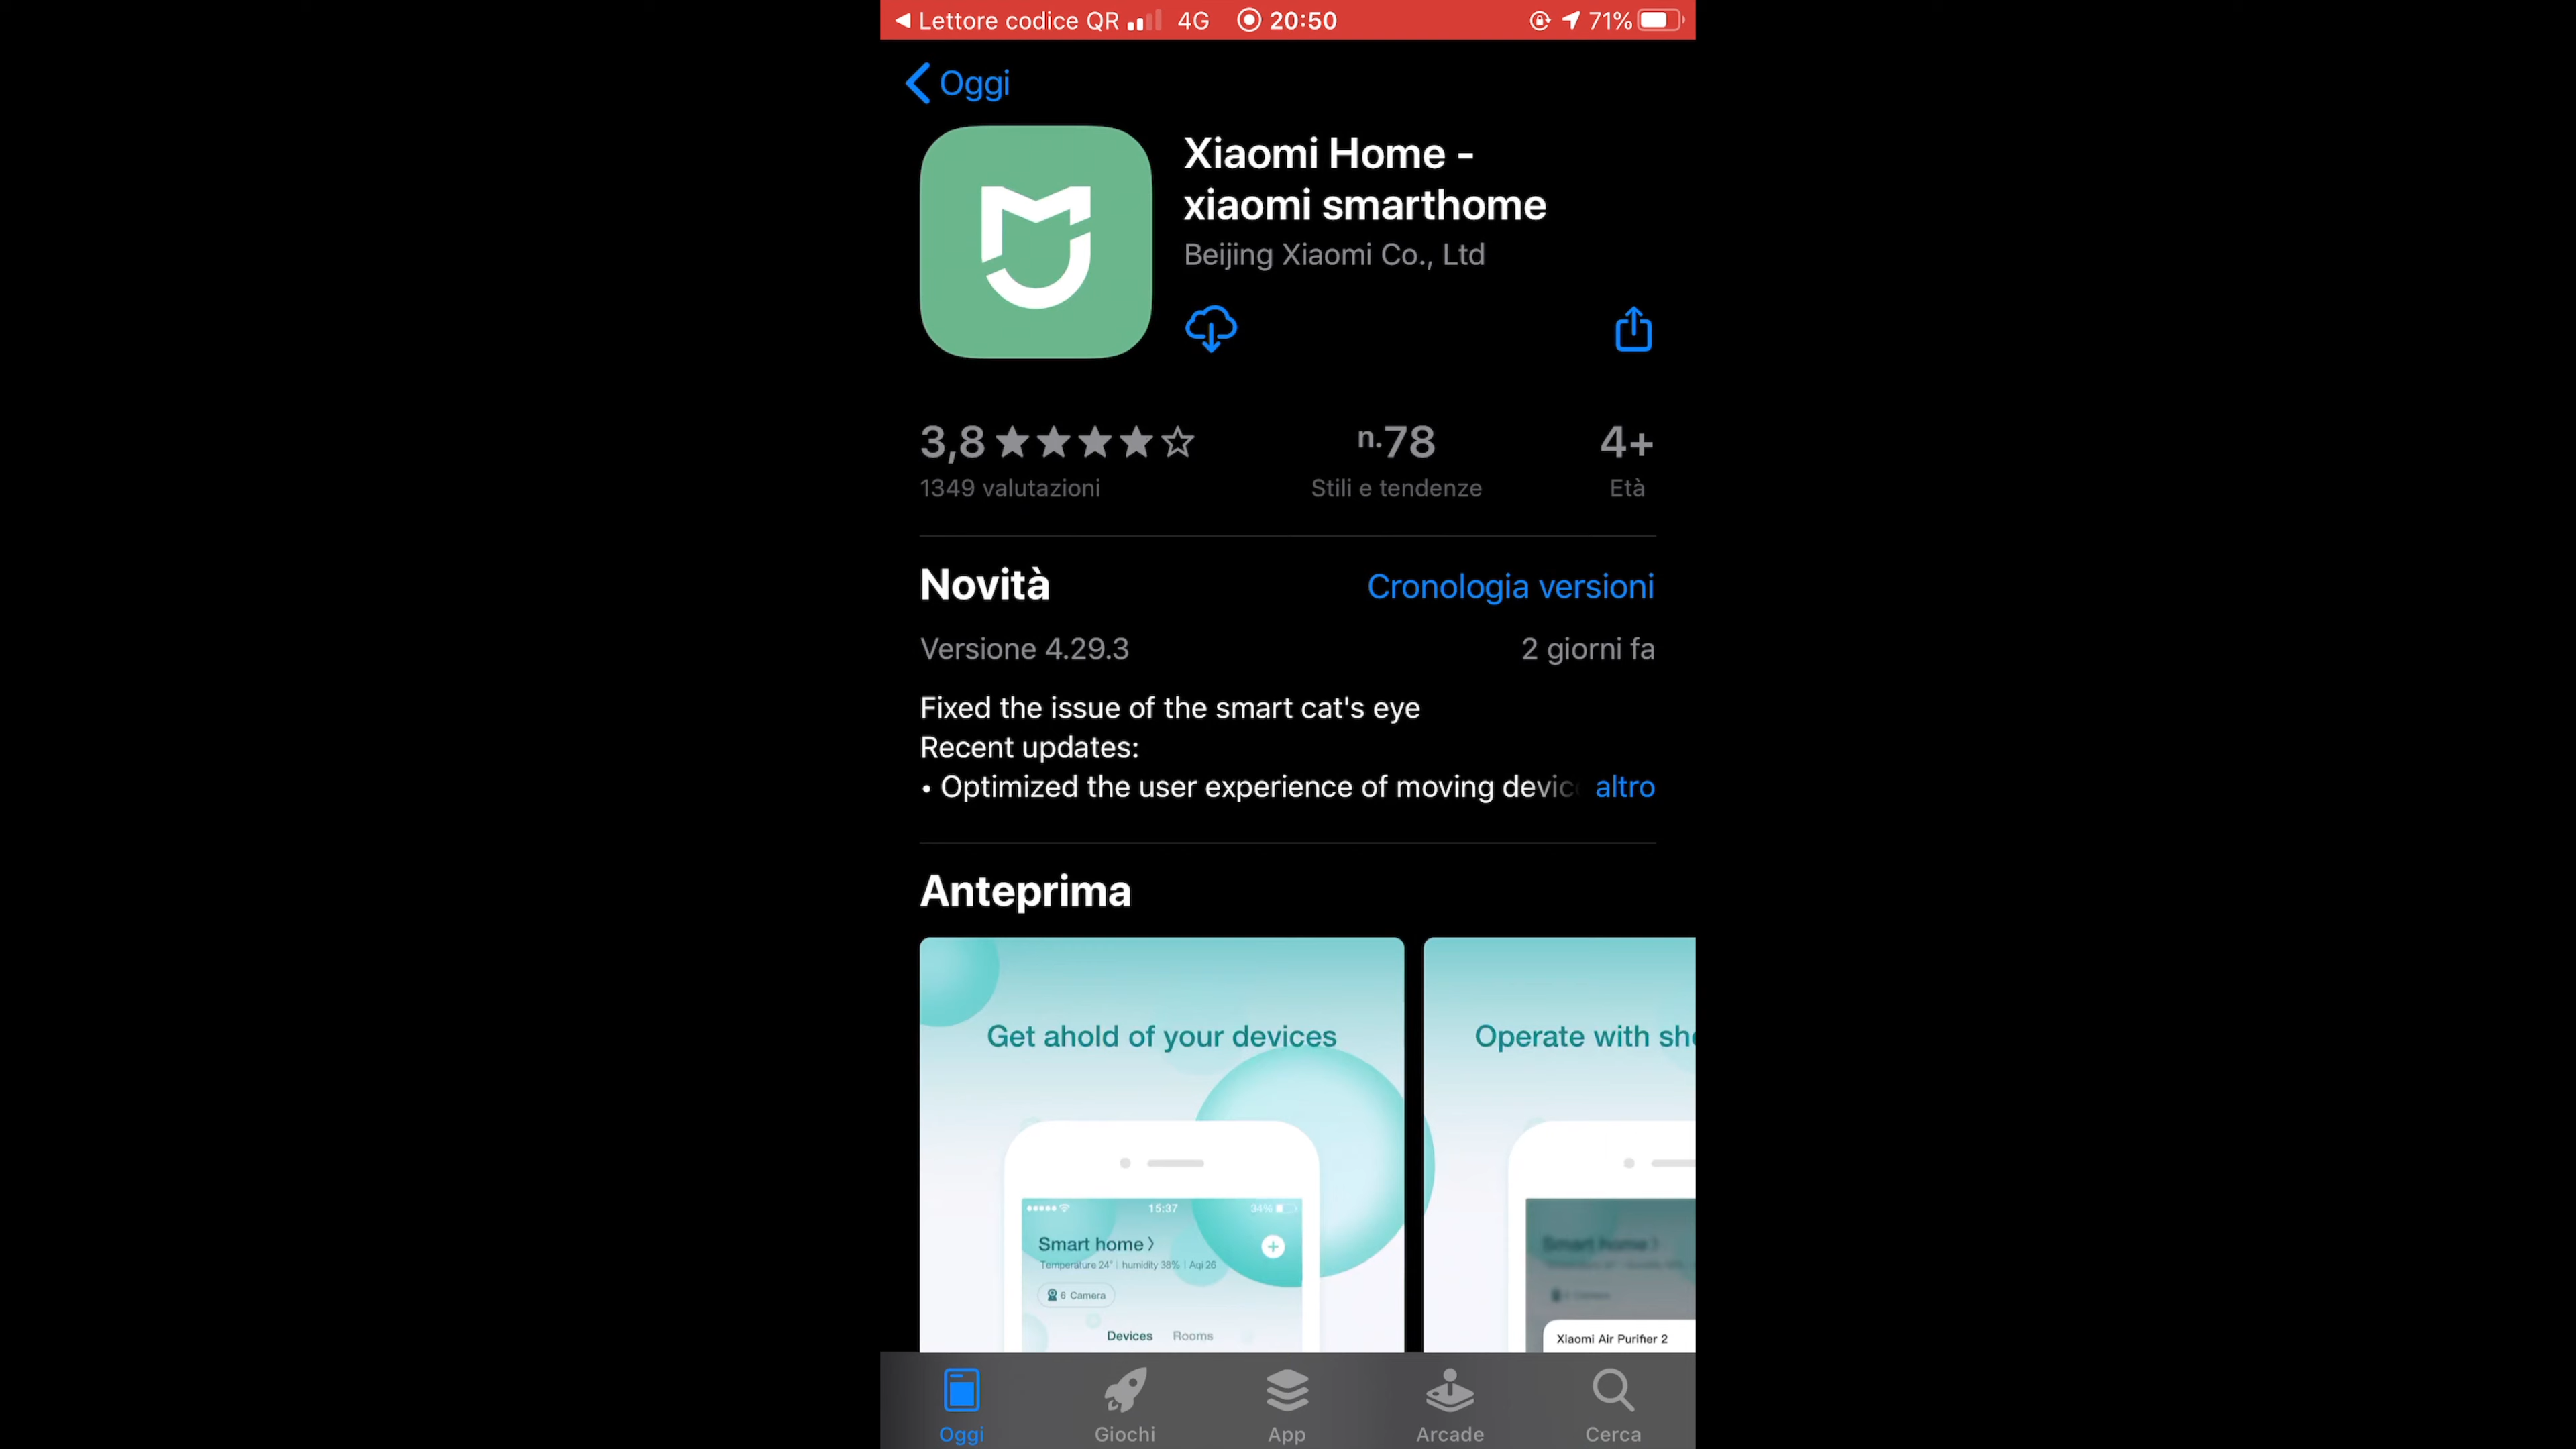 Lettore codice QR 4G 20:50 71%
Oggi
Xiaomi Home -
xiaomi smarthome
Beijing Xiaomi Co., Ltd
3,8 n.78 4+
1349 valutazioni Stili e tendenze Età
Novità Cronologia versioni
Versione 4.29.3 2 giorni fa
Fixed the issue of the smart cat's eye
Recent updates:
• Optimized the user experience of moving devic altro
Anteprima
Get ahold of your devices
Operate with sh
15:37 34%
Smart home
Temperature 24° | humidity 38% | Aqi 26
6 Camera
Devices Rooms
Smart home
Xiaomi Air Purifier 2
Oggi Giochi App Arcade Cerca